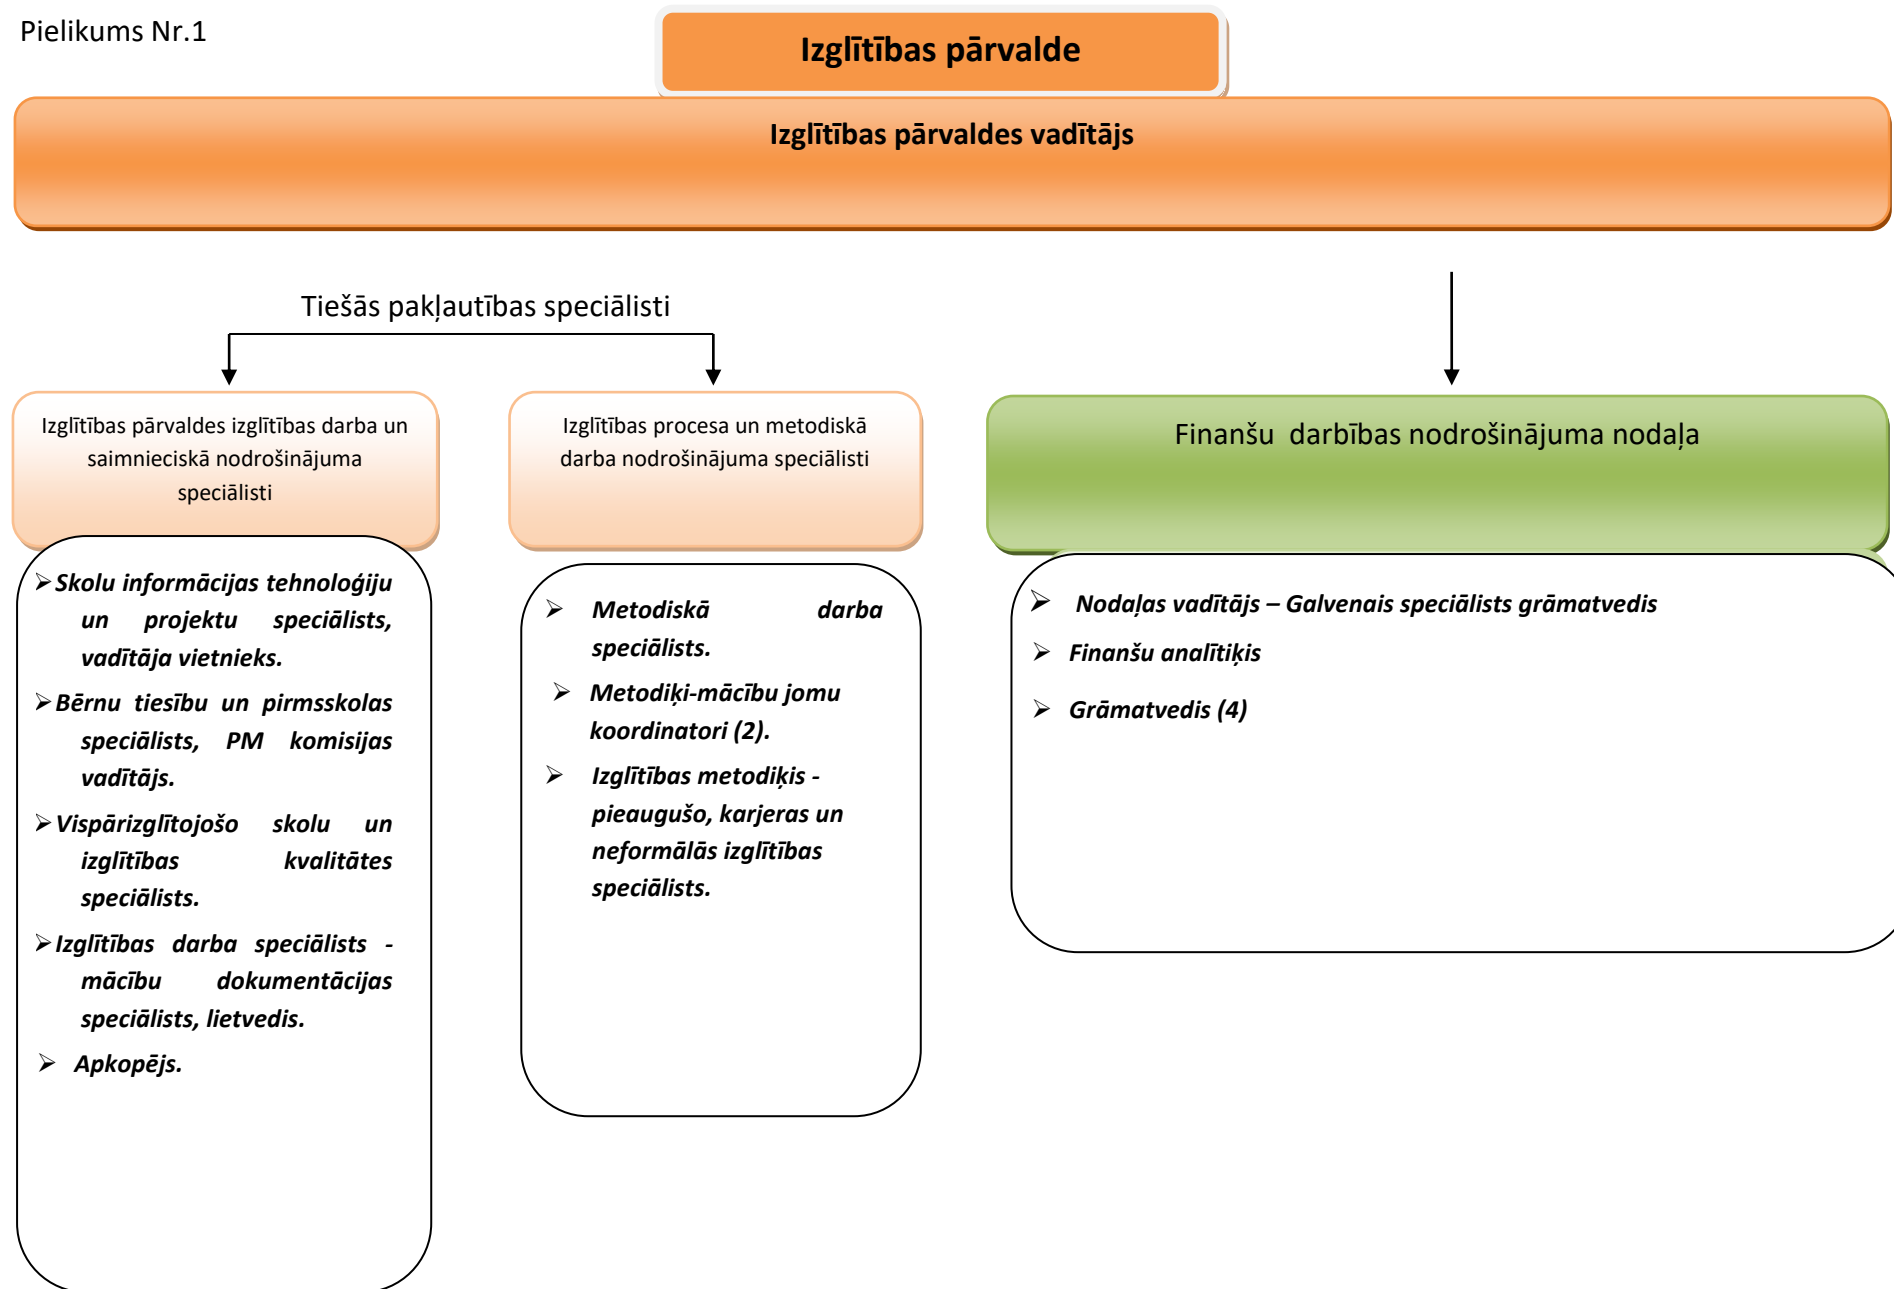 Pielikums Nr.1
Izglītības pārvalde
Izglītības pārvaldes vadītājs
Tiešās pakļautības speciālisti
Izglītības pārvaldes izglītības darba un
saimnieciskā nodrošinājuma
speciālisti
Skolu informācijas tehnoloģiju
un projektu speciālists,
vadītāja vietnieks.
Bērnu tiesību un pirmsskolas
speciālists, PM komisijas
vadītājs.
Vispārizglītojošo skolu un
izglītības kvalitātes
speciālists.
Izglītības darba speciālists -
mācību dokumentācijas
speciālists, lietvedis.
Apkopējs.
Izglītības procesa un metodiskā
darba nodrošinājuma speciālisti
Metodiskā darba
speciālists.
Metodiķi-mācību jomu
koordinatori (2).
Izglītības metodiķis -
pieaugušo, karjeras un
neformālās izglītības
speciālists.
Finanšu darbības nodrošinājuma nodaļa
Nodaļas vadītājs – Galvenais speciālists grāmatvedis
Finanšu analītiķis
Grāmatvedis (4)